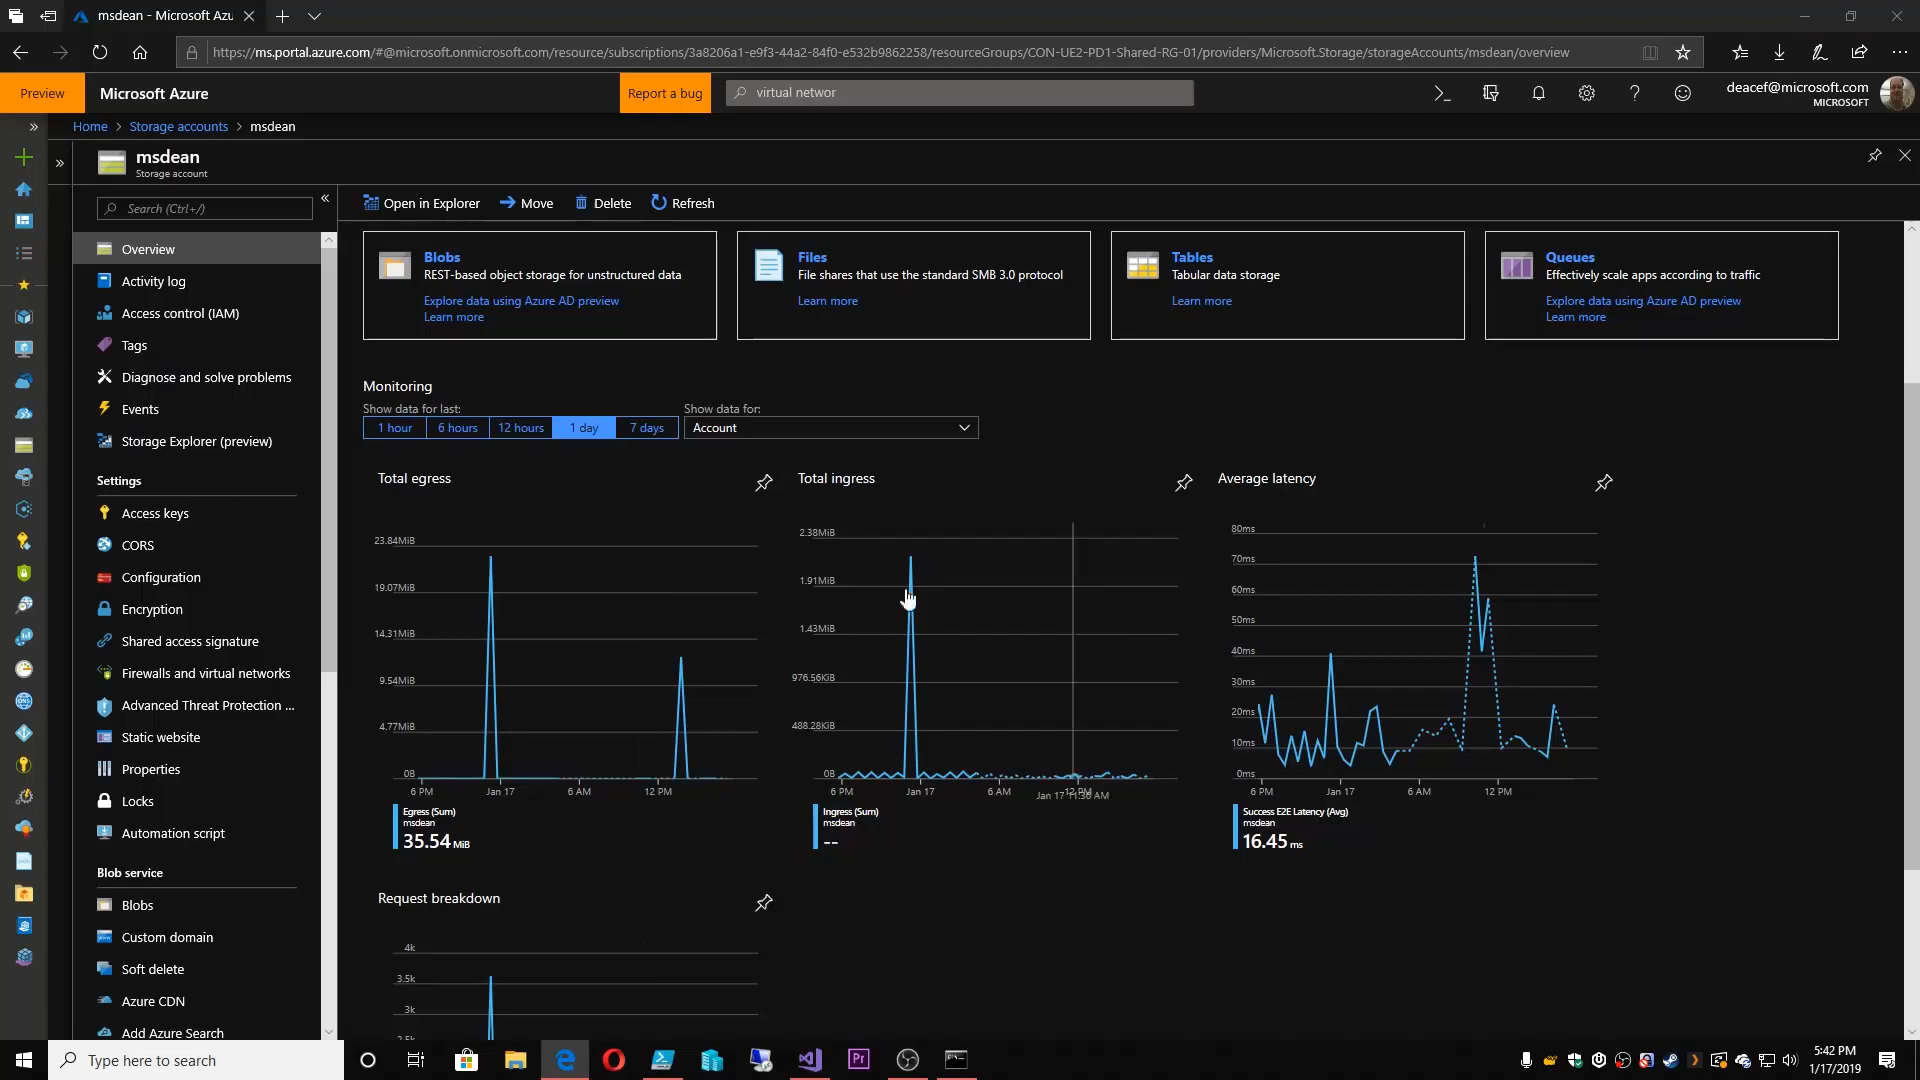 msdean - Microsoft Azu
https://ms.portal.azure.com/#@microsoft.onmicrosoft.com/resource/subscriptions/3a8206a1-e9f3-44a2-84f0-e532b9862258/resourceGroups/CON-UE2-PD1-Shared-RG-01/providers/Microsoft.Storage/storageAccounts/msdean/overview
Preview
Microsoft Azure
Report a bug
virtual networ
deacef@microsoft.com
MICROSOFT
Home > Storage accounts > msdean
msdean
Storage account
Search (Ctrl+/)
Overview
Activity log
Access control (IAM)
Tags
Diagnose and solve problems
Events
Storage Explorer (preview)
Settings
Access keys
CORS
Configuration
Encryption
Shared access signature
Firewalls and virtual networks
Advanced Threat Protection ...
Static website
Properties
Locks
Automation script
Blob service
Blobs
Custom domain
Soft delete
Azure CDN
Add Azure Search
Open in Explorer
Move
Delete
Refresh
Blobs
REST-based object storage for unstructured data
Explore data using Azure AD preview
Learn more
Files
File shares that use the standard SMB 3.0 protocol
Learn more
Tables
Tabular data storage
Learn more
Queues
Effectively scale apps according to traffic
Explore data using Azure AD preview
Learn more
Monitoring
Show data for last:
1 hour
6 hours
12 hours
1 day
7 days
Show data for:
Account
Total egress
23.84MiB
19.07MiB
14.31MiB
9.54MiB
4.77MiB
0B
6 PM
Jan 17
6 AM
12 PM
Egress (Sum)
msdean
35.54 MiB
Total ingress
2.38MiB
1.91MiB
1.43MiB
976.56KiB
488.28KiB
0B
6 PM
Jan 17
6 AM
12 PM
Jan 17 11:30 AM
Ingress (Sum)
msdean
--
Average latency
80ms
70ms
60ms
50ms
40ms
30ms
20ms
10ms
0ms
6 PM
Jan 17
6 AM
12 PM
Success E2E Latency (Avg)
msdean
16.45 ms
Request breakdown
4k
3.5k
3k
2.5k
Type here to search
Pr
5:42 PM
1/17/2019